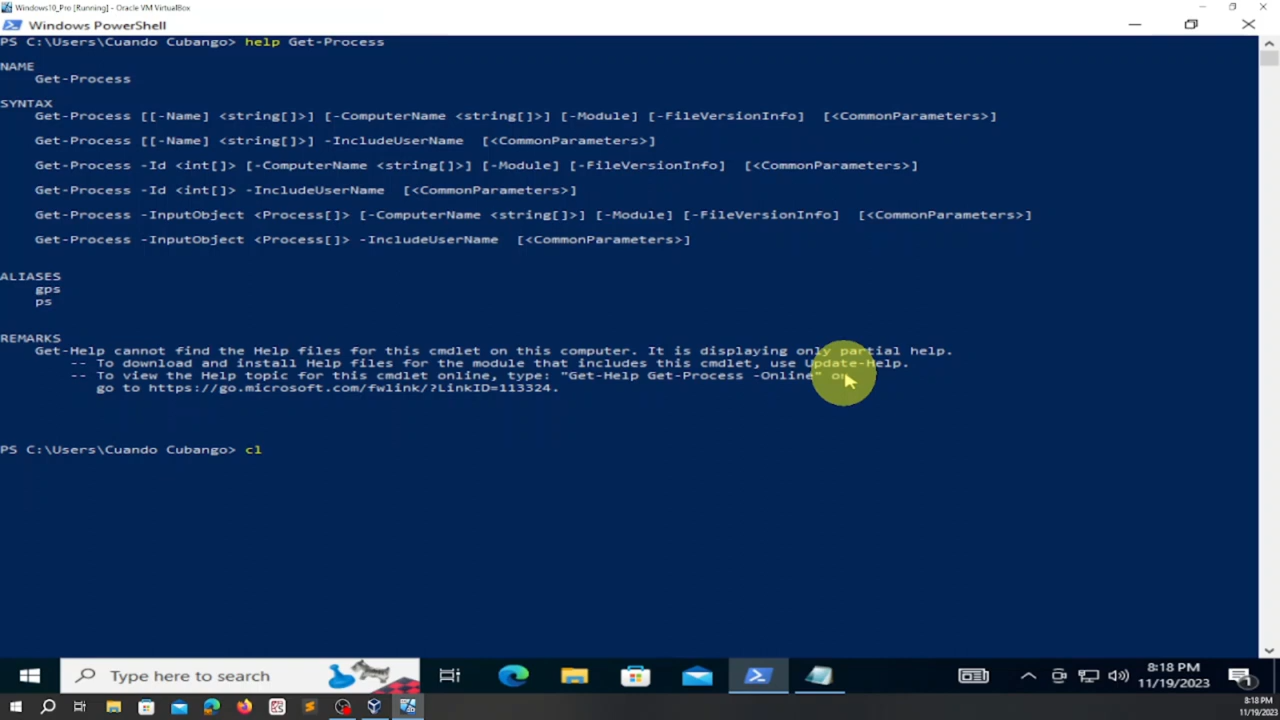 Windows10_Pro [Running] - Oracle VM VirtualBox
Windows PowerShell
PS C:\Users\Cuando Cubango> help Get-Process
NAME
Get-Process
SYNTAX
Get-Process [[-Name] <string[]>] [-ComputerName <string[]>] [-Module] [-FileVersionInfo] [<CommonParameters>]
Get-Process [[-Name] <string[]>] -IncludeUserName [<CommonParameters>]
Get-Process -Id <int[]> [-ComputerName <string[]>] [-Module] [-FileVersionInfo] [<CommonParameters>]
Get-Process -Id <int[]> -IncludeUserName [<CommonParameters>]
Get-Process -InputObject <Process[]> [-ComputerName <string[]>] [-Module] [-FileVersionInfo] [<CommonParameters>]
Get-Process -InputObject <Process[]> -IncludeUserName [<CommonParameters>]
ALIASES
gps
ps
REMARKS
Get-Help cannot find the Help files for this cmdlet on this computer. It is displaying only partial help.
-- To download and install Help files for the module that includes this cmdlet, use Update-Help.
-- To view the Help topic for this cmdlet online, type: "Get-Help Get-Process -Online" or
go to https://go.microsoft.com/fwlink/?LinkID=113324.
PS C:\Users\Cuando Cubango> cl
Type here to search
8:18 PM
11/19/2023
1
8:18 PM
11/19/2023